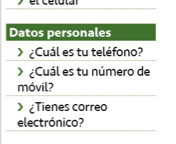 el celular
Datos personales
❯ ¿Cuál es tu teléfono?
❯ ¿Cuál es tu número de
móvil?
❯ ¿Tienes correo
electrónico?